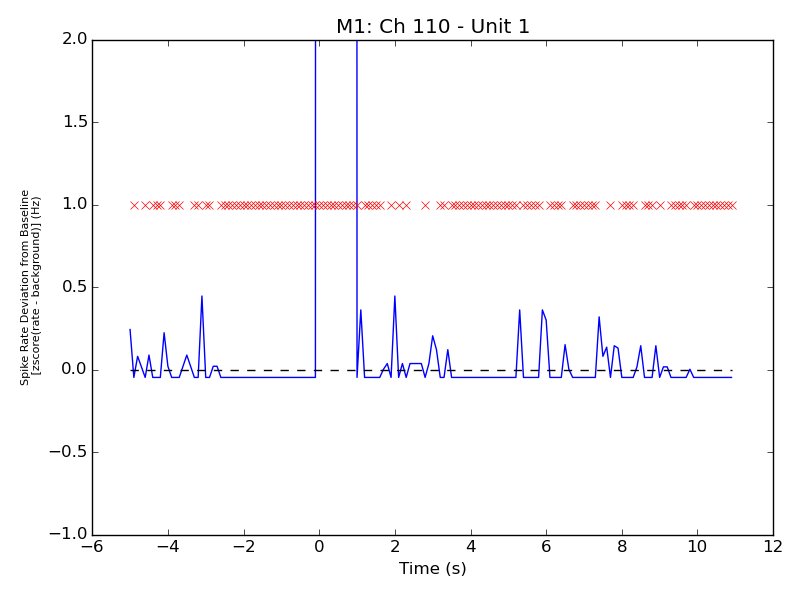 M1: Ch 110 - Unit 1
2.0
1.5
1.0
0.5
0.0
−0.5
−1.0
Spike Rate Deviation from Baseline
[zscore(rate - background)] (Hz)
−6 −4 −2 0 2 4 6 8 10 12
Time (s)